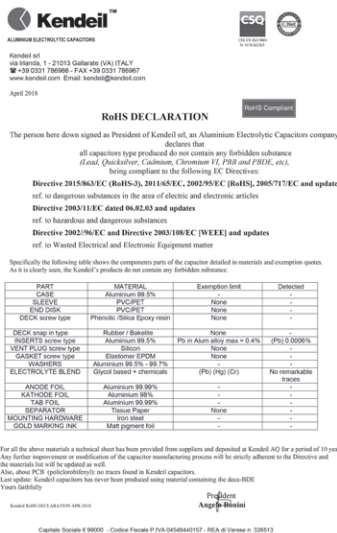 Kendeil™
ALUMINIUM ELECTROLYTIC CAPACITORS
CSQ
Kendeil srl
via Irlanda, 1 - 21013 Gallarate (VA) ITALY
☎ +39 0331 786966 - FAX +39 0331 786967
www.kendeil.com Email: kendeil@kendeil.com
April 2018
RoHS Compliant
RoHS DECLARATION
The person here down signed as President of Kendeil srl, an Aluminium Electrolytic Capacitors company
declares that
all capacitors type produced do not contain any forbidden substance
(Lead, Quicksilver, Cadmium, Chromium VI, PBB and PBDE, etc),
being compliant to the following EC Directives:
Directive 2015/863/EC (RoHS-3), 2011/65/EC, 2002/95/EC [RoHS], 2005/717/EC and update
ref. to dangerous substances in the area of electric and electronic articles
Directive 2003/11/EC dated 06.02.03 and updates
ref. to hazardous and dangerous substances
Directive 2002//96/EC and Directive 2003/108/EC [WEEE] and updates
ref. to Wasted Electrical and Electronic Equipment matter
Specifically the following table shows the components parts of the capacitor detailed in materials and exemption quotes.
As it is clearly seen, the Kendeil's products do not contain any forbidden substance.
PART MATERIAL Exemption limit Detected
CASE Aluminium 99.5% - -
SLEEVE PVC/PET None -
END DISK PVC/PET None -
DECK screw type Phenolic /Silica Epoxy resin None -
DECK snap in type Rubber / Bakelite None -
INSERTS screw type Aluminium 99.5% Pb in Alum alloy max = 0.4% (Pb) 0.0006%
VENT PLUG screw type Silicon None -
GASKET screw type Elastomer EPDM None -
WASHERS Aluminium 99.5% - 99.7% - -
ELECTROLYTE BLEND Glycol based + chemicals (Pb) (Hg) (Cr) No remarkable
traces
ANODE FOIL Aluminium 99.99% - -
KATHODE FOIL Aluminium 98% - -
TAB FOIL Aluminium 99.99% - -
SEPARATOR Tissue Paper None -
MOUNTING HARDWARE Iron steel - -
GOLD MARKING INK Matt pigment foil - -
For all the above materials a technical sheet has been provided from suppliers and deposited at Kendeil AQ for a period of 10 yea
Any further improvement or modification of the capacitor manufacturing process will be strictly adherent to the Directive and
the materials list will be updated as well.
Also, about PCB (policlorobifenyl): no traces found in Kendeil capacitors.
Last update: Kendeil capacitors has never been produced using material containing the deca-BDE
Yours faithfully
President
Angelo Bonini
Kendeil RoHS DECLARATION APR-2018
Capitale Sociale € 99000 - Codice Fiscale P.IVA 04548440157 - REA di Varese n. 326513